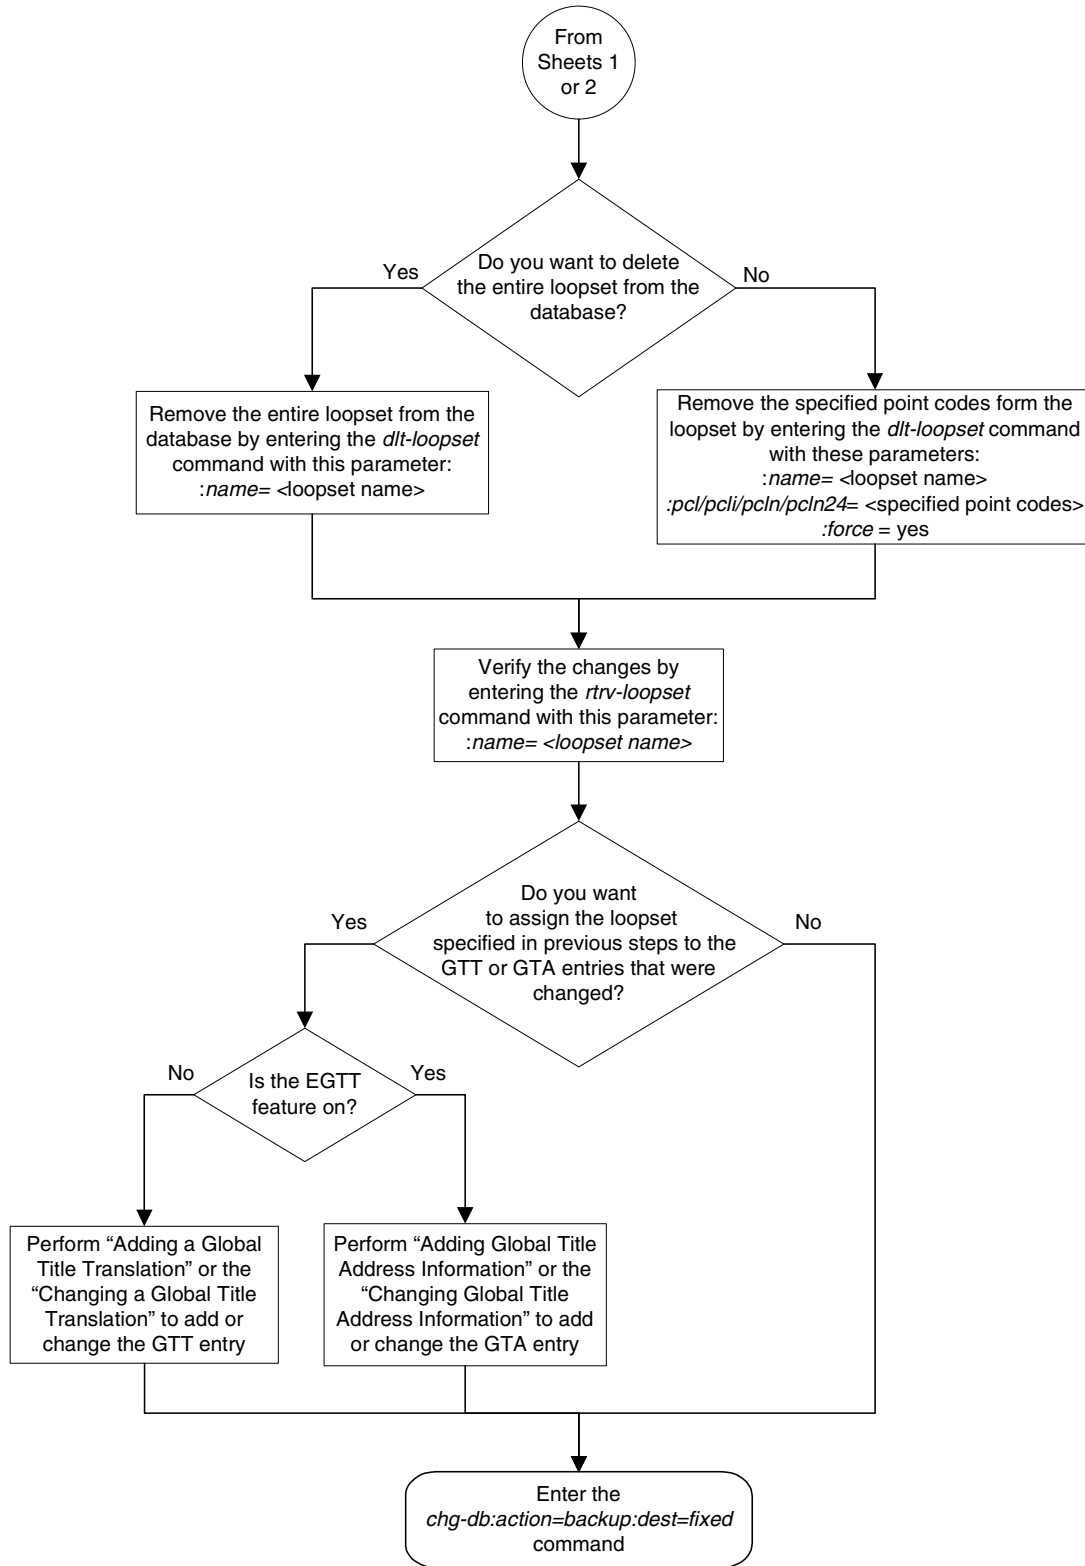 From
Sheets 1
or 2
Do you want to delete
the entire loopset from the
database?
Yes
No
Remove the entire loopset from the
database by entering the dlt-loopset
command with this parameter:
:name= <loopset name>
Remove the specified point codes form the
loopset by entering the dlt-loopset command
with these parameters:
:name= <loopset name>
:pcl/pcli/pcln/pcln24= <specified point codes>
:force = yes
Verify the changes by
entering the rtrv-loopset
command with this parameter:
:name= <loopset name>
Do you want
to assign the loopset
specified in previous steps to the
GTT or GTA entries that were
changed?
Yes
No
Is the EGTT
feature on?
No
Yes
Perform “Adding a Global
Title Translation” or the
“Changing a Global Title
Translation” to add or
change the GTT entry
Perform “Adding Global Title
Address Information” or the
“Changing Global Title
Address Information” to add
or change the GTA entry
Enter the
chg-db:action=backup:dest=fixed
command